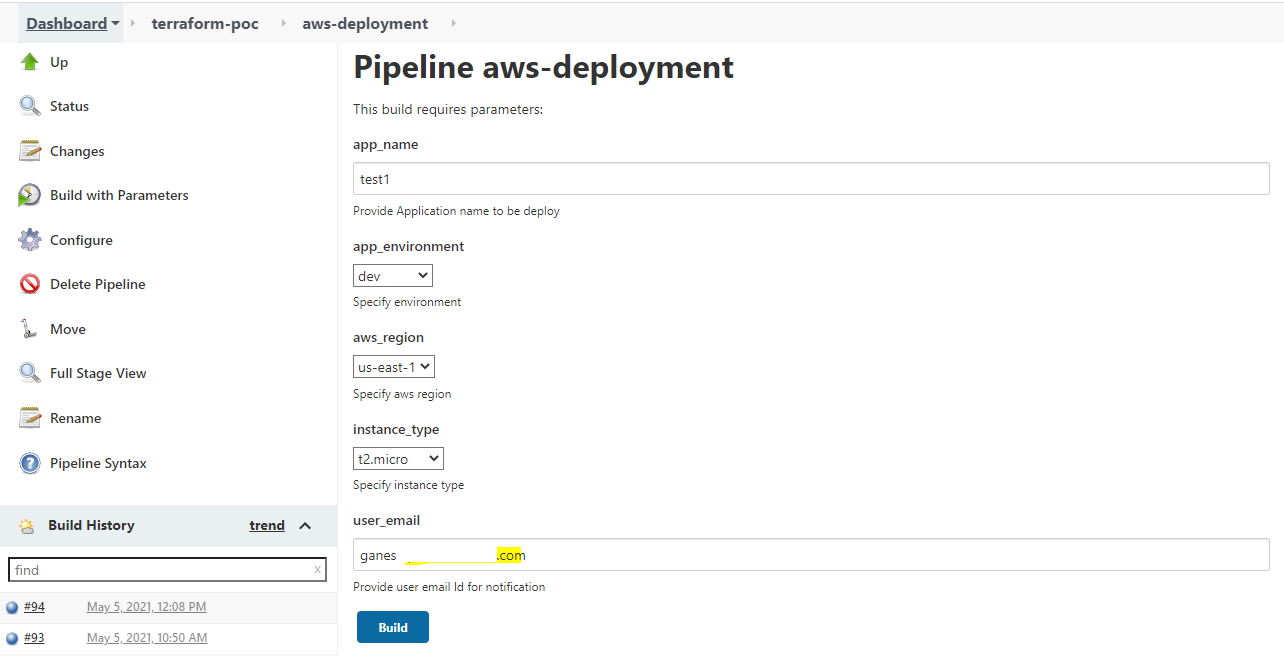 Dashboard terraform-poc aws-deployment
Up
Status
Changes
Build with Parameters
Configure
Delete Pipeline
Move
Full Stage View
Rename
Pipeline Syntax
Build History trend
find x
#94 May 5, 2021, 12:08 PM
#93 May 5, 2021, 10:50 AM
Pipeline aws-deployment
This build requires parameters:
app_name
test1
Provide Application name to be deploy
app_environment
dev
Specify environment
aws_region
us-east-1
Specify aws region
instance_type
t2.micro
Specify instance type
user_email
ganes .com
Provide user email Id for notification
Build